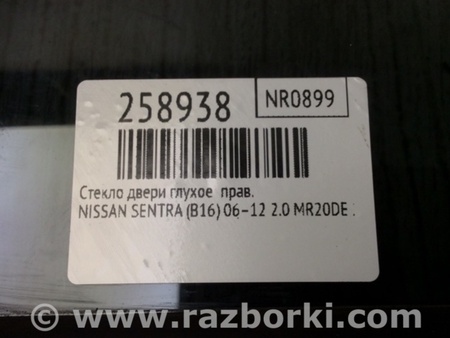 258938
NR0899
Стекло двери глухое прав.
NISSAN SENTRA (B16) 06-12 2.0 MR20DE
© www.razborki.com